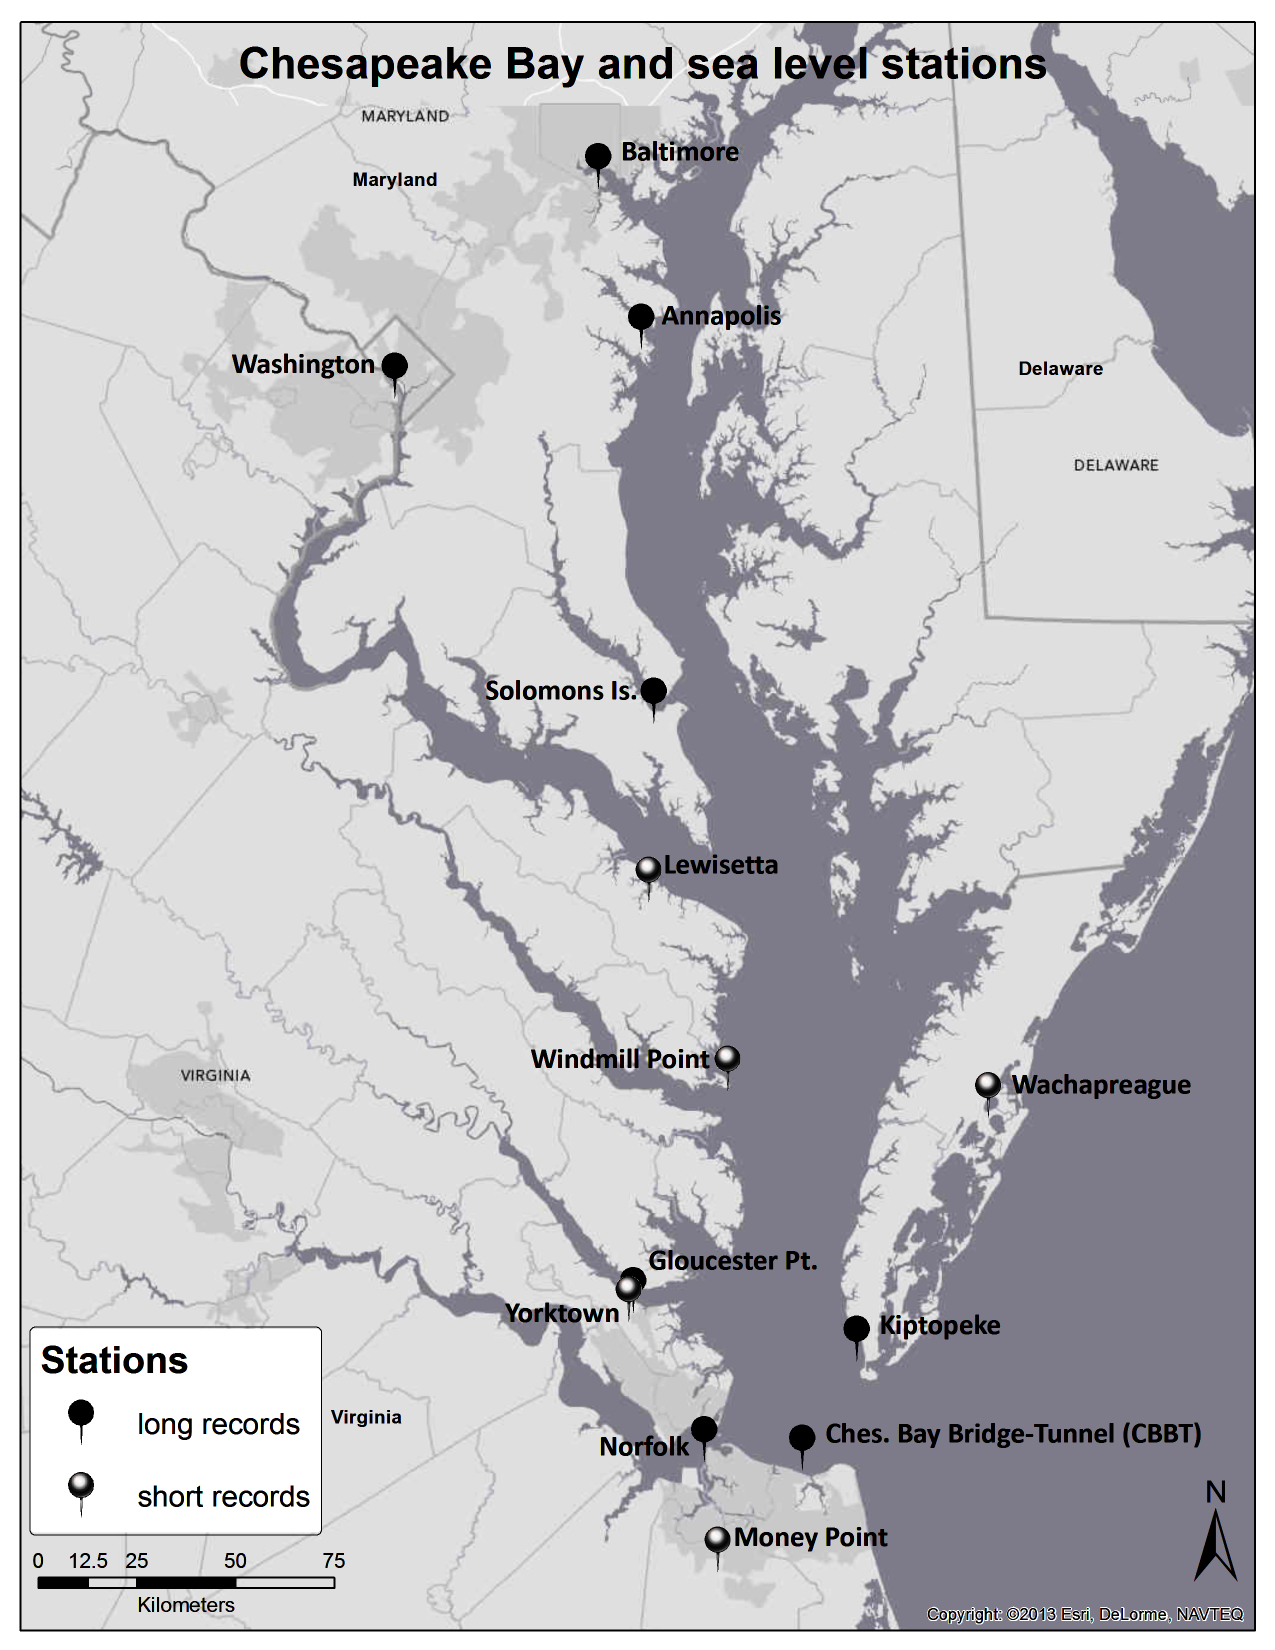 Chesapeake Bay and sea level stations
MARYLAND
Baltimore
Maryland
Annapolis
Washington
Delaware
DELAWARE
Solomons Is.
Lewisetta
Windmill Point
VIRGINIA
Wachapreague
Gloucester Pt.
Yorktown
Kiptopeke
Stations
long records
short records
Virginia
Norfolk
Ches. Bay Bridge-Tunnel (CBBT)
N
Money Point
0 12.5 25 50 75
Kilometers
Copyright: ©2013 Esri, DeLorme, NAVTEQ